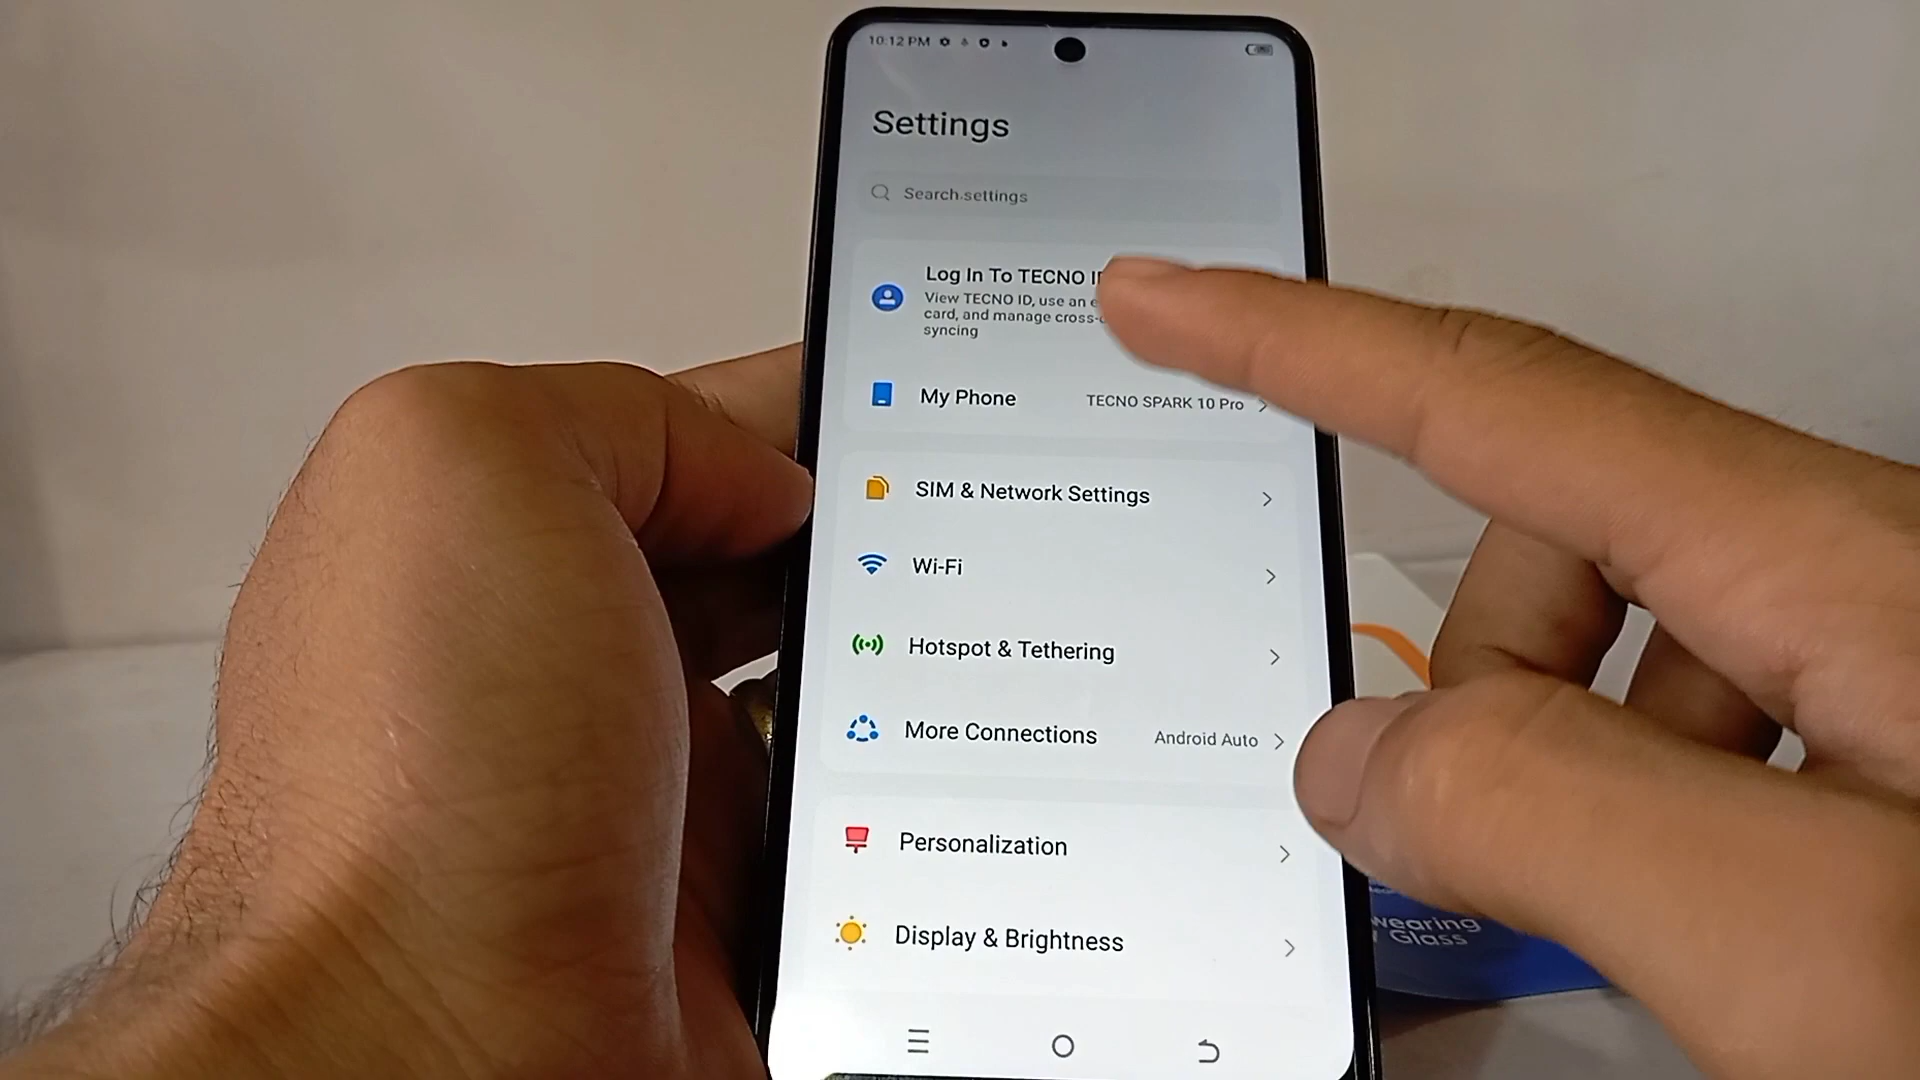 10:12 PM
Settings
Search settings
Log In To TECNO
View TECNO ID, use an
card, and manage
syncing
My Phone TECNO SPARK 10 Pro
SIM & Network Settings
Wi-Fi
Hotspot & Tethering
More Connections Android Auto
Personalization
Display & Brightness
wearing
Glass